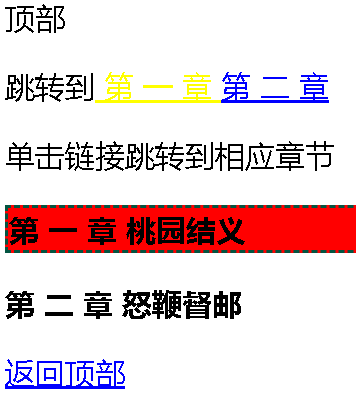 顶部
跳转到 第 一 章 第 二 章
单击链接跳转到相应章节
第 一 章 桃园结义
第 二 章 怒鞭督邮
返回顶部